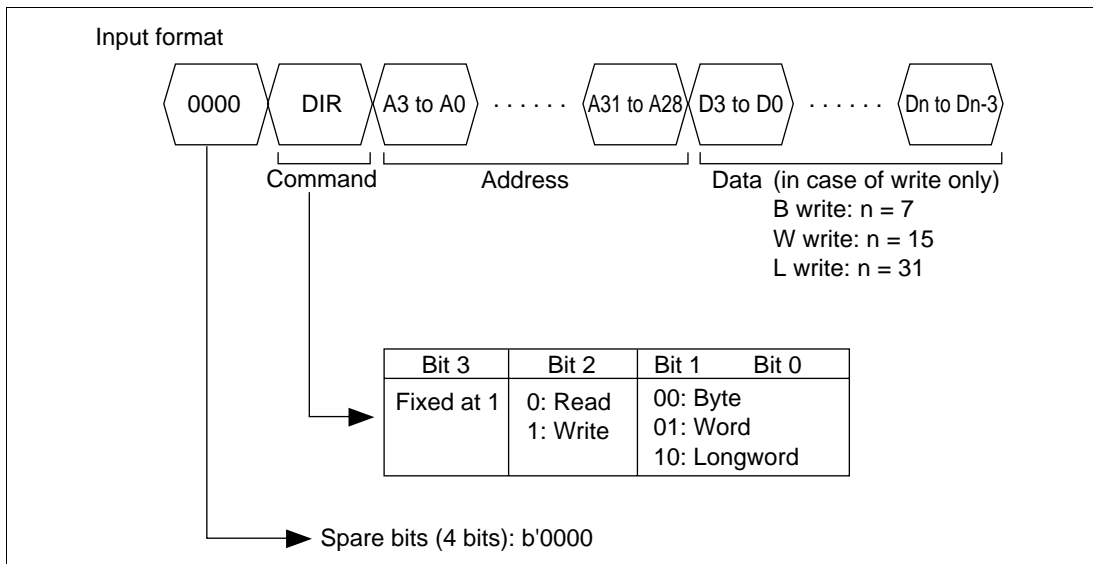 Input format
0000 DIR A3 to A0 ······ A31 to A28 D3 to D0 ······ Dn to Dn-3
Command Address Data (in case of write only)
B write: n = 7
W write: n = 15
L write: n = 31
Bit 3 Bit 2 Bit 1 Bit 0
Fixed at 1 0: Read 00: Byte
1: Write 01: Word
10: Longword
Spare bits (4 bits): b'0000